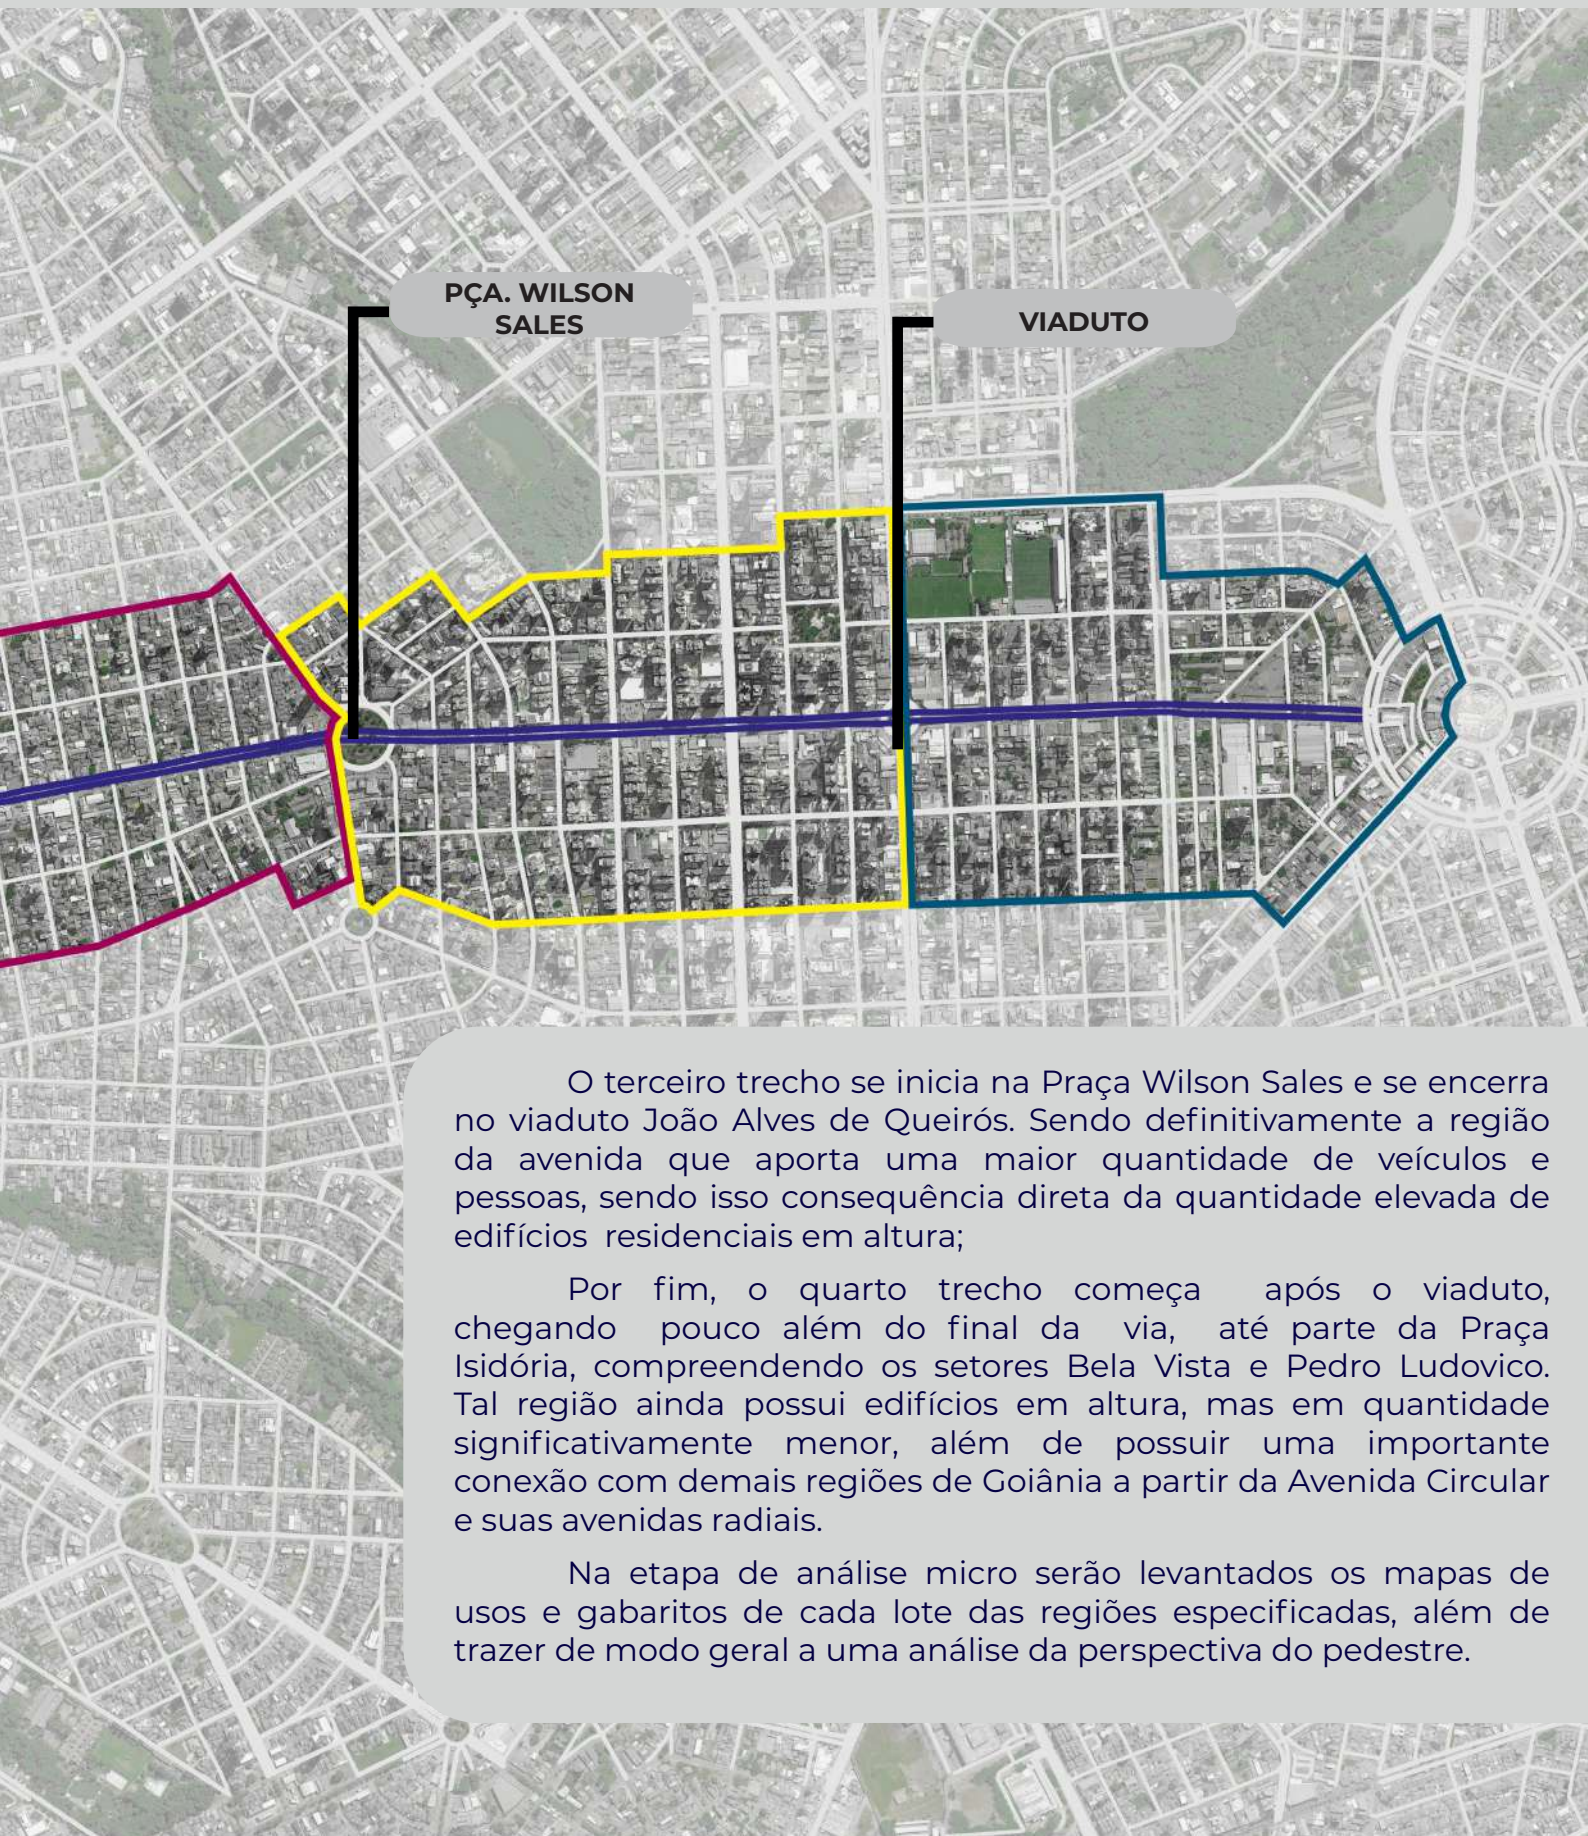 PÇA. WILSON
SALES
VIADUTO
O terceiro trecho se inicia na Praça Wilson Sales e se encerra
no viaduto João Alves de Queirós. Sendo definitivamente a região
da avenida que aporta uma maior quantidade de veículos e
pessoas, sendo isso consequência direta da quantidade elevada de
edifícios residenciais em altura;
Por fim, o quarto trecho começa após o viaduto,
chegando pouco além do final da via, até parte da Praça
Isidória, compreendendo os setores Bela Vista e Pedro Ludovico.
Tal região ainda possui edifícios em altura, mas em quantidade
significativamente menor, além de possuir uma importante
conexão com demais regiões de Goiânia a partir da Avenida Circular
e suas avenidas radiais.
Na etapa de análise micro serão levantados os mapas de
usos e gabaritos de cada lote das regiões especificadas, além de
trazer de modo geral a uma análise da perspectiva do pedestre.